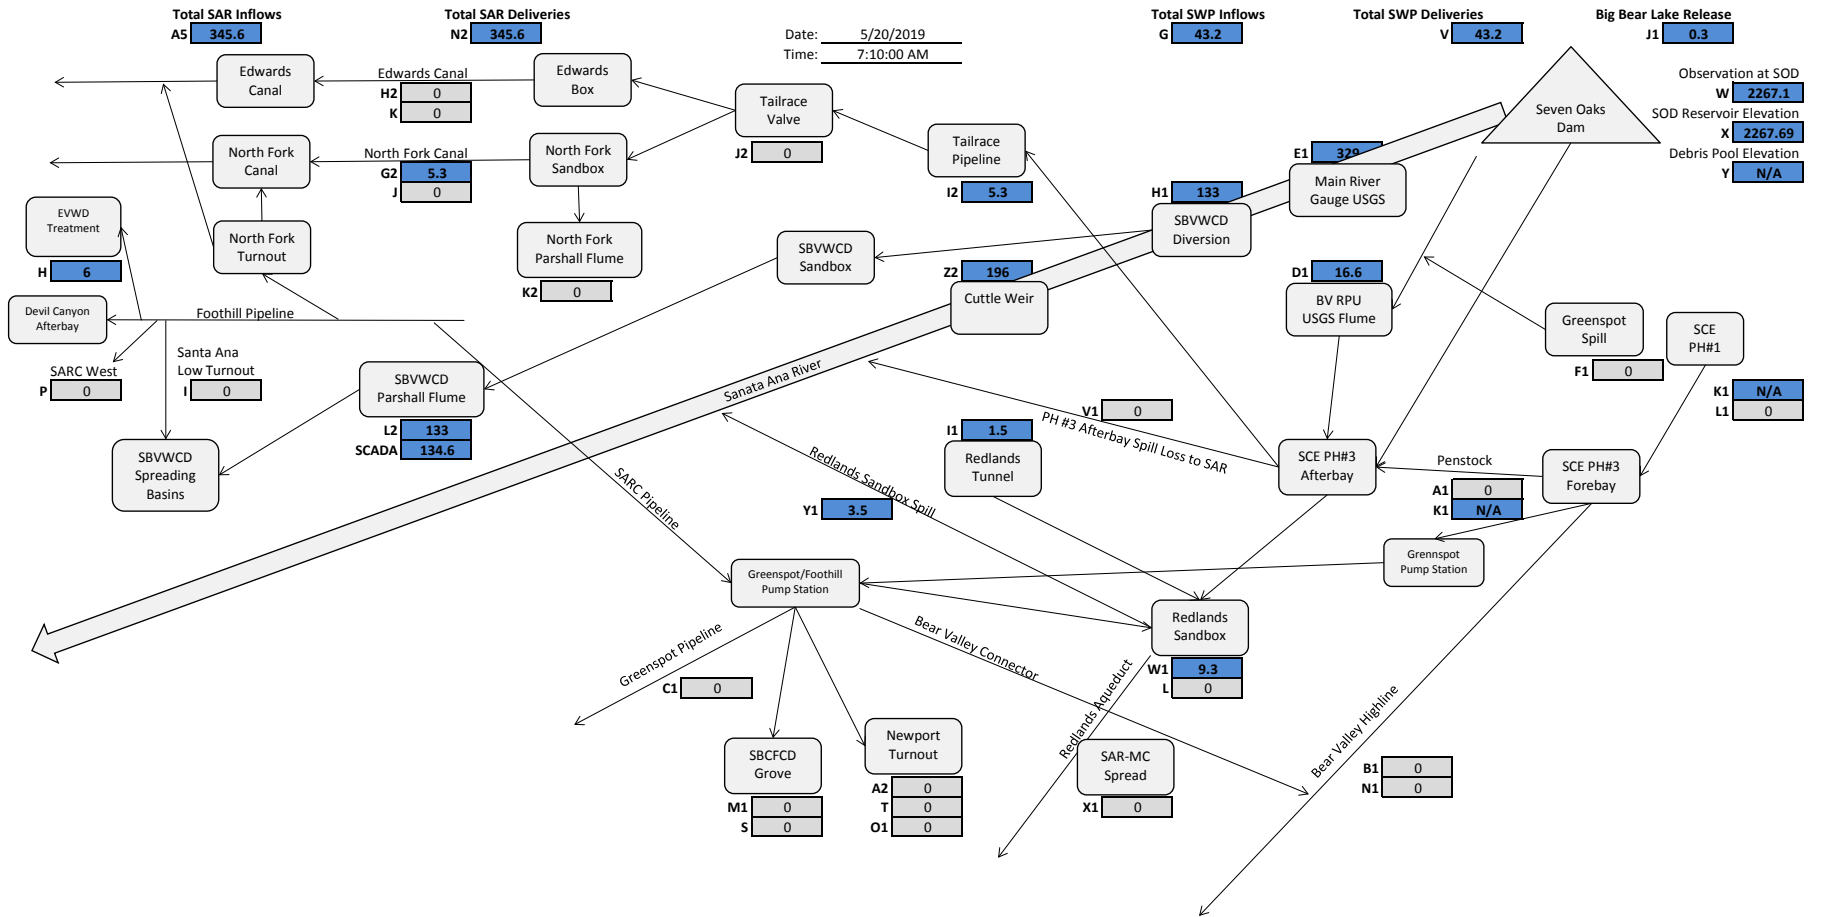 Total SAR Inflows
A5 345.6
Total SAR Deliveries
N2 345.6
Date: 5/20/2019
Time: 7:10:00 AM
Total SWP Inflows
G 43.2
Total SWP Deliveries
V 43.2
Big Bear Lake Release
J1 0.3
Observation at SOD
W 2267.1
SOD Reservoir Elevation
X 2267.69
Debris Pool Elevation
Y N/A
Seven Oaks
Dam
Edwards
Canal
Edwards Canal
H2 0
K 0
Edwards
Box
Tailrace
Valve
J2 0
Tailrace
Pipeline
I2 5.3
E1 329
Main River
Gauge USGS
H1 133
SBVWCD
Diversion
North Fork
Canal
North Fork Canal
G2 5.3
J 0
North Fork
Sandbox
North Fork
Parshall Flume
K2 0
EVWD
Treatment
H 6
North Fork
Turnout
SBVWCD
Sandbox
Z2 196
Cuttle Weir
D1 16.6
BV RPU
USGS Flume
Greenspot
Spill
F1 0
SCE
PH#1
K1 N/A
L1 0
Devil Canyon
Afterbay
Foothill Pipeline
SARC West
P 0
Santa Ana
Low Turnout
I 0
SBVWCD
Parshall Flume
L2 133
SCADA 134.6
SBVWCD
Spreading
Basins
Sanata Ana River
V1 0
PH #3 Afterbay Spill Loss to SAR
I1 1.5
Redlands
Tunnel
SCE PH#3
Afterbay
Penstock
A1 0
K1 N/A
SCE PH#3
Forebay
Redlands Sandbox Spill
Y1 3.5
SARC Pipeline
Grennspot
Pump Station
Greenspot/Foothill
Pump Station
Redlands
Sandbox
W1 9.3
L 0
Greenspot Pipeline
C1 0
Bear Valley Connector
Redlands Aqueduct
Bear Valley Highline
SBCFCD
Grove
M1 0
S 0
Newport
Turnout
A2 0
T 0
O1 0
SAR-MC
Spread
X1 0
B1 0
N1 0